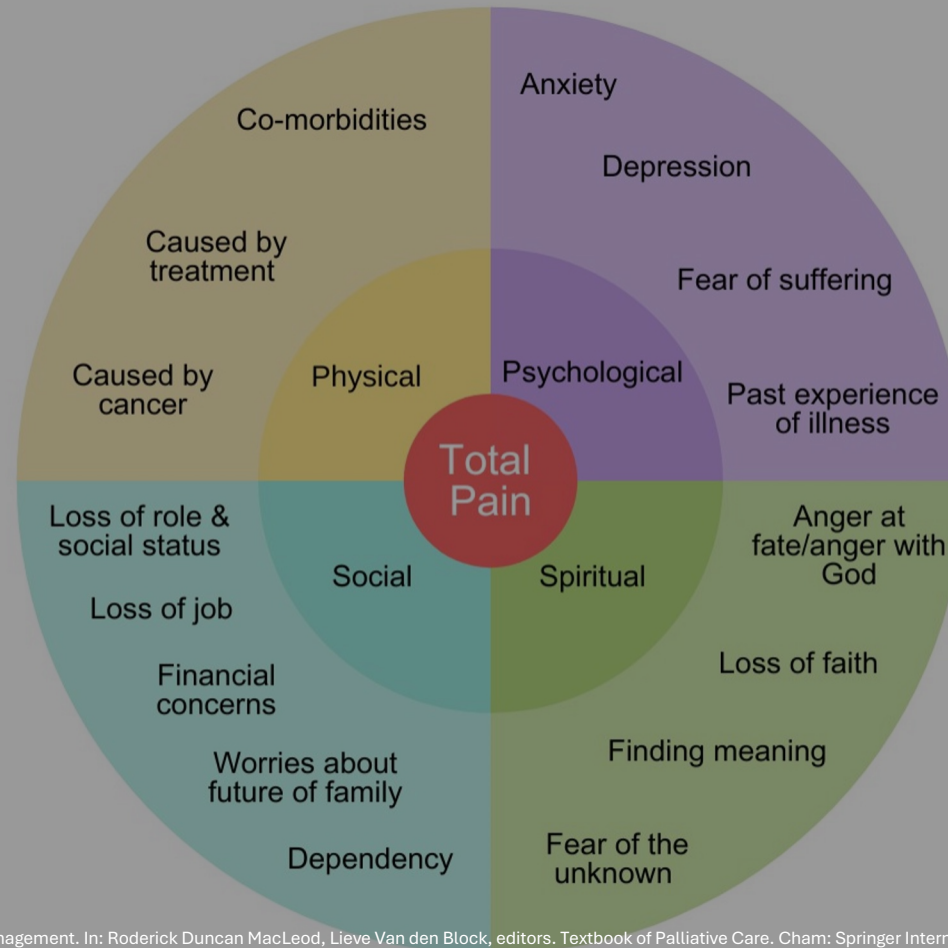 Co-morbidities
Caused by
treatment
Caused by
cancer
Physical
Anxiety
Depression
Fear of suffering
Past experience
of illness
Psychological
Total
Pain
Loss of role &
social status
Loss of job
Financial
concerns
Worries about
future of family
Dependency
Social
Spiritual
Anger at
fate/anger with
God
Loss of faith
Finding meaning
Fear of the
unknown
In: Roderick Duncan MacLeod, Lieve Van den Block, editors. Textbook of Palliative Care. Cham: Springer